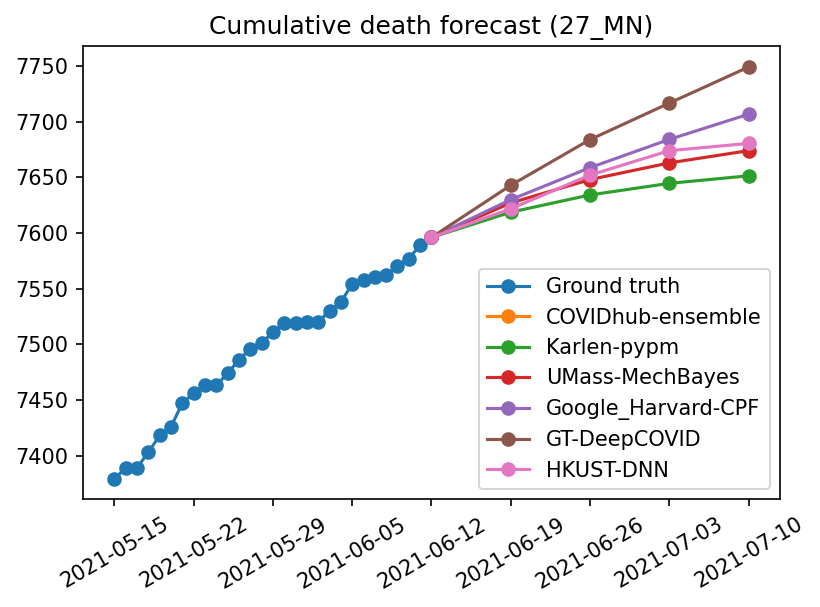 Cumulative death forecast (27_MN)
7750
7700
7650
7600
7550
7500
7450
7400
Ground truth
COVIDhub-ensemble
Karlen-pypm
UMass-MechBayes
Google_Harvard-CPF
GT-DeepCOVID
HKUST-DNN
2021-05-15
2021-05-22
2021-05-29
2021-06-05
2021-06-12
2021-06-19
2021-06-26
2021-07-03
2021-07-10